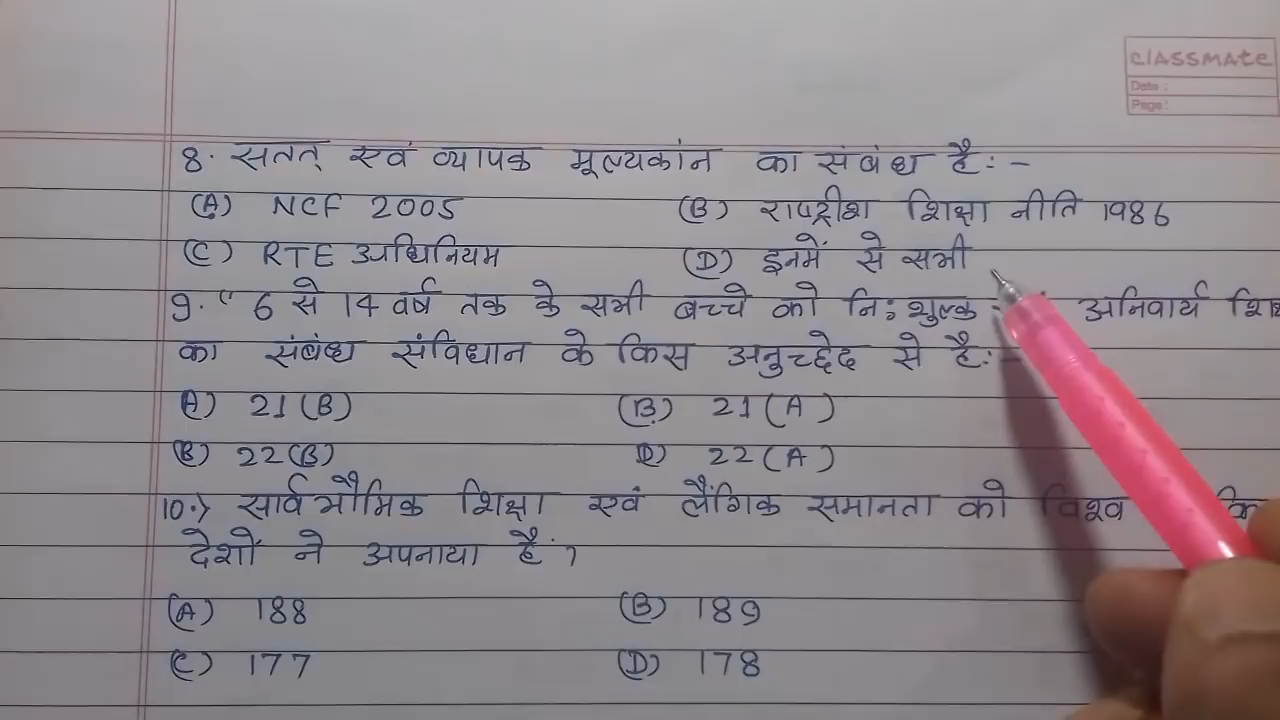 classmate
Date :
Page :
8. सतत् एवं व्यापक मूल्यकांन का संबंध है:-
(A) NCF 2005 (B) राष्ट्रीय शिक्षा नीति 1986
(C) RTE अधिनियम (D) इनमें से सभी
9. " 6 से 14 वर्ष तक के सभी बच्चे को नि: शुल्क अनिवार्य
का संबंध संविधान के किस अनुच्छेद से है:-
A) 21(B) (B) 21(A)
(B) 22(B) (D) 22(A)
10.) सार्वभौमिक शिक्षा एवं लैंगिक समानता को विश्व
देशों ने अपनाया है ?
(A) 188 (B) 189
(C) 177 (D) 178